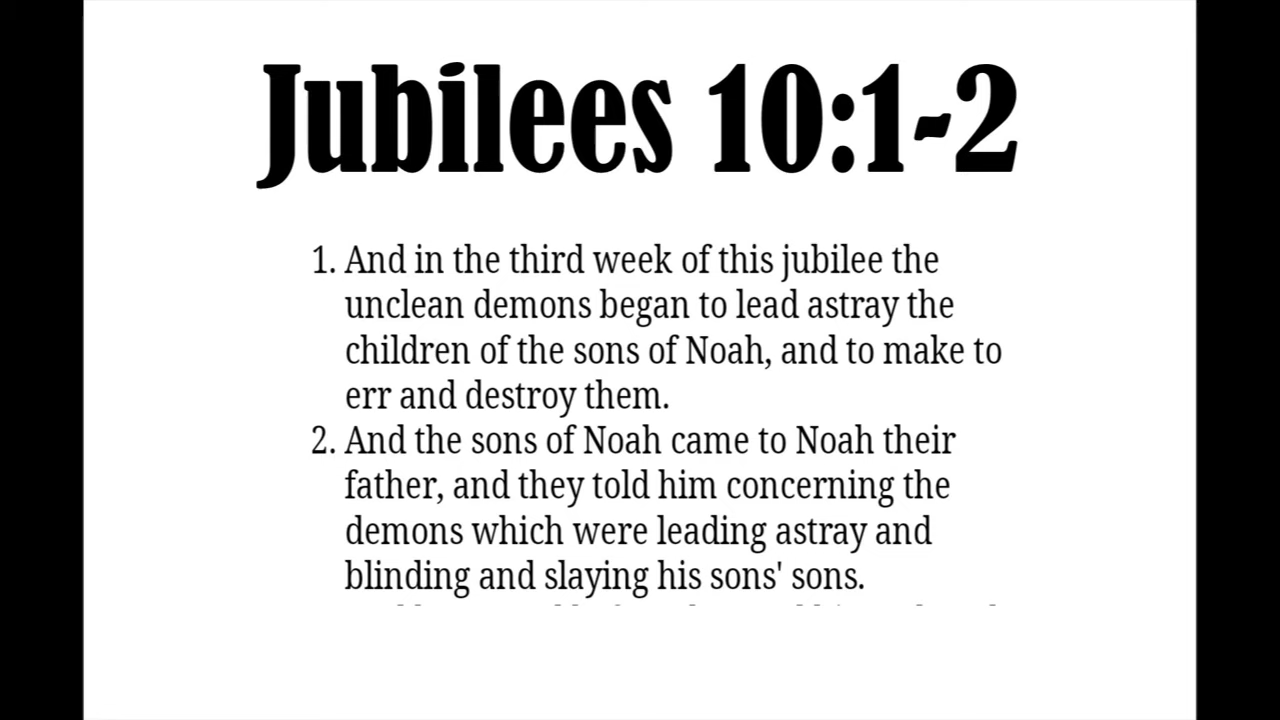 Jubilees 10:1-2
1. And in the third week of this jubilee the
unclean demons began to lead astray the
children of the sons of Noah, and to make to
err and destroy them.
2. And the sons of Noah came to Noah their
father, and they told him concerning the
demons which were leading astray and
blinding and slaying his sons' sons.